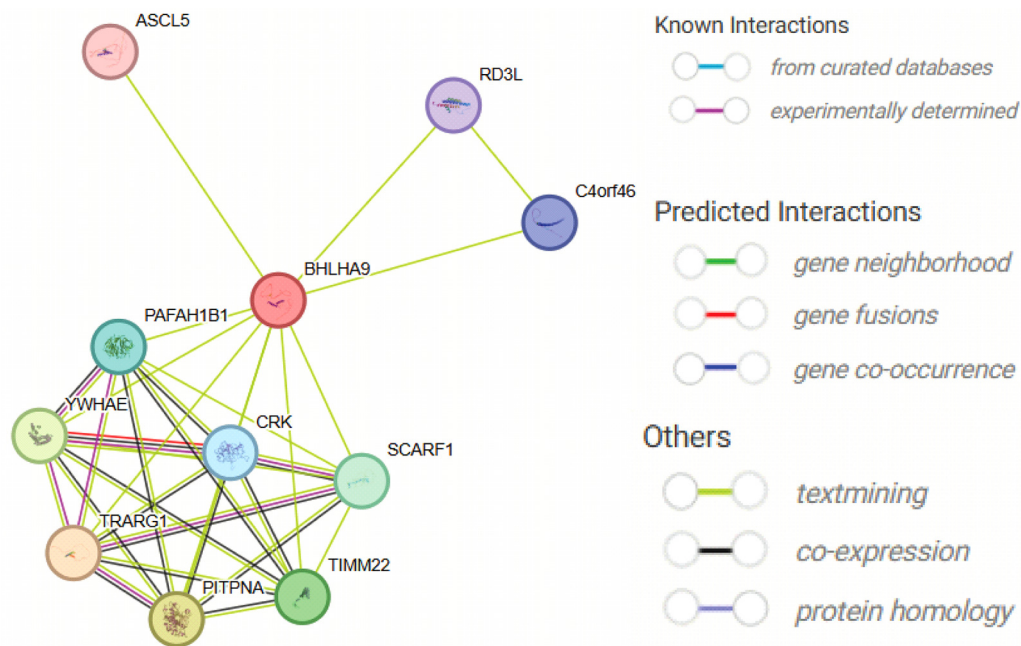 ASCL5
RD3L
C4orf46
BHLHA9
PAFAH1B1
YWHAE
CRK
SCARF1
TRARG1
TIMM22
PITPNA
Known Interactions
from curated databases
experimentally determined
Predicted Interactions
gene neighborhood
gene fusions
gene co-occurrence
Others
textmining
co-expression
protein homology